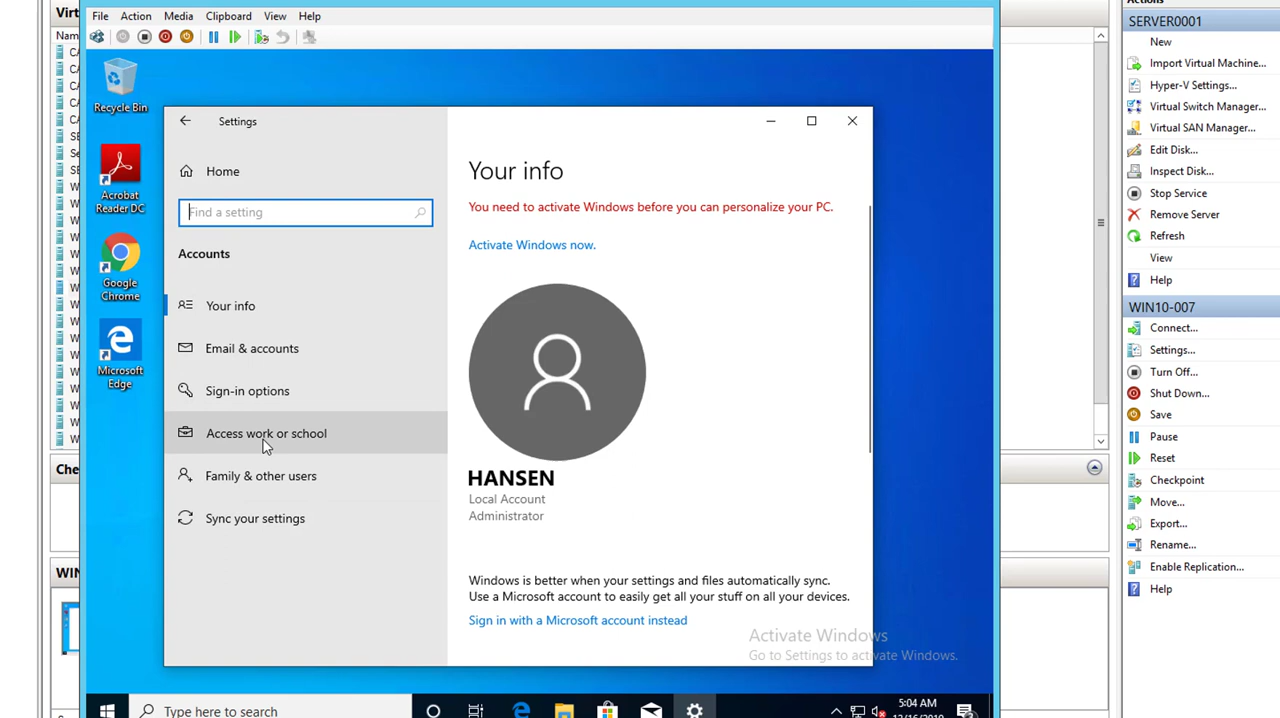 Virt
File Action Media Clipboard View Help
Nam
CA
Recycle Bin
Acrobat
Reader DC
Google
Chrome
Microsoft
Edge
Settings
Home
Find a setting
Accounts
Your info
Email & accounts
Sign-in options
Access work or school
Family & other users
Sync your settings
Your info
You need to activate Windows before you can personalize your PC.
Activate Windows now.
HANSEN
Local Account
Administrator
Windows is better when your settings and files automatically sync.
Use a Microsoft account to easily get all your stuff on all your devices.
Sign in with a Microsoft account instead
Activate Windows
Go to Settings to activate Windows.
Type here to search
5:04 AM
Che
WIN
Actions
SERVER0001
New
Import Virtual Machine...
Hyper-V Settings...
Virtual Switch Manager...
Virtual SAN Manager...
Edit Disk...
Inspect Disk...
Stop Service
Remove Server
Refresh
View
Help
WIN10-007
Connect...
Settings...
Turn Off...
Shut Down...
Save
Pause
Reset
Checkpoint
Move...
Export...
Rename...
Enable Replication...
Help